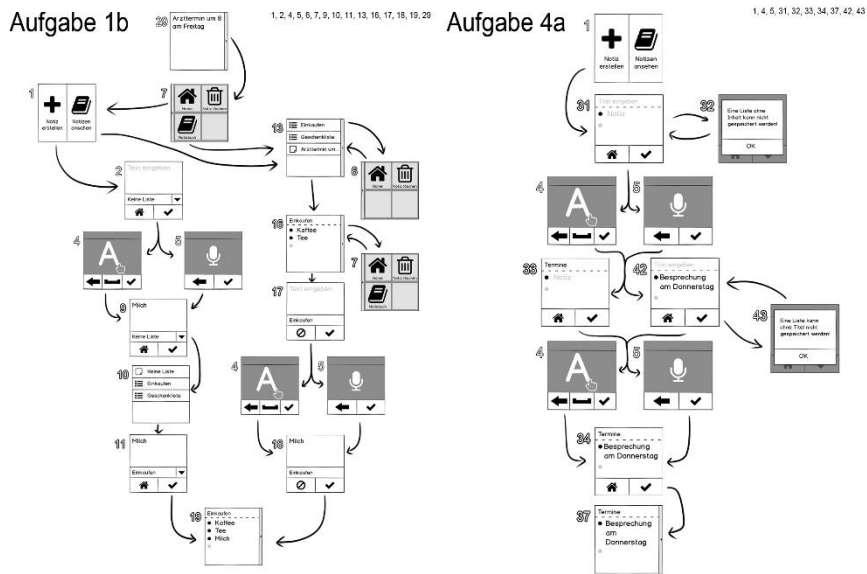 Aufgabe 1b
1, 2, 4, 5, 6, 7, 9, 10, 11, 13, 16, 17, 18, 19, 29
29
Arzttermin um 8
am Freitag
1
Notiz
erstellen
Notizen
ansehen
7
Home
Notiz löschen
Notizbuch
13
Einkaufen
Geschenkliste
Arzttermin um...
6
Home
Notiz löschen
2
Text eingeben
Keine Liste
4
A
5
16
Einkaufen
Kaffee
Tee
7
Home
Notiz löschen
Notizbuch
17
Text eingeben
Einkaufen
9
Milch
Keine Liste
10
Keine Liste
Einkaufen
Geschenkliste
4
A
5
11
Milch
Einkaufen
18
Milch
Einkaufen
19
Einkaufen
Kaffee
Tee
Milch
Aufgabe 4a
1, 4, 5, 31, 32, 33, 34, 37, 42, 43
1
Notiz
erstellen
Notizen
ansehen
31
Titel eingeben
Notiz
32
Eine Liste ohne
Inhalt kann nicht
gespeichert werden!
OK
4
A
5
33
Termine
Notiz
42
Titel eingeben
Besprechung
am Donnerstag
43
Eine Liste kann
ohne Titel nicht
gespeichert werden!
OK
4
A
5
34
Termine
Besprechung
am Donnerstag
37
Termine
Besprechung
am
Donnerstag